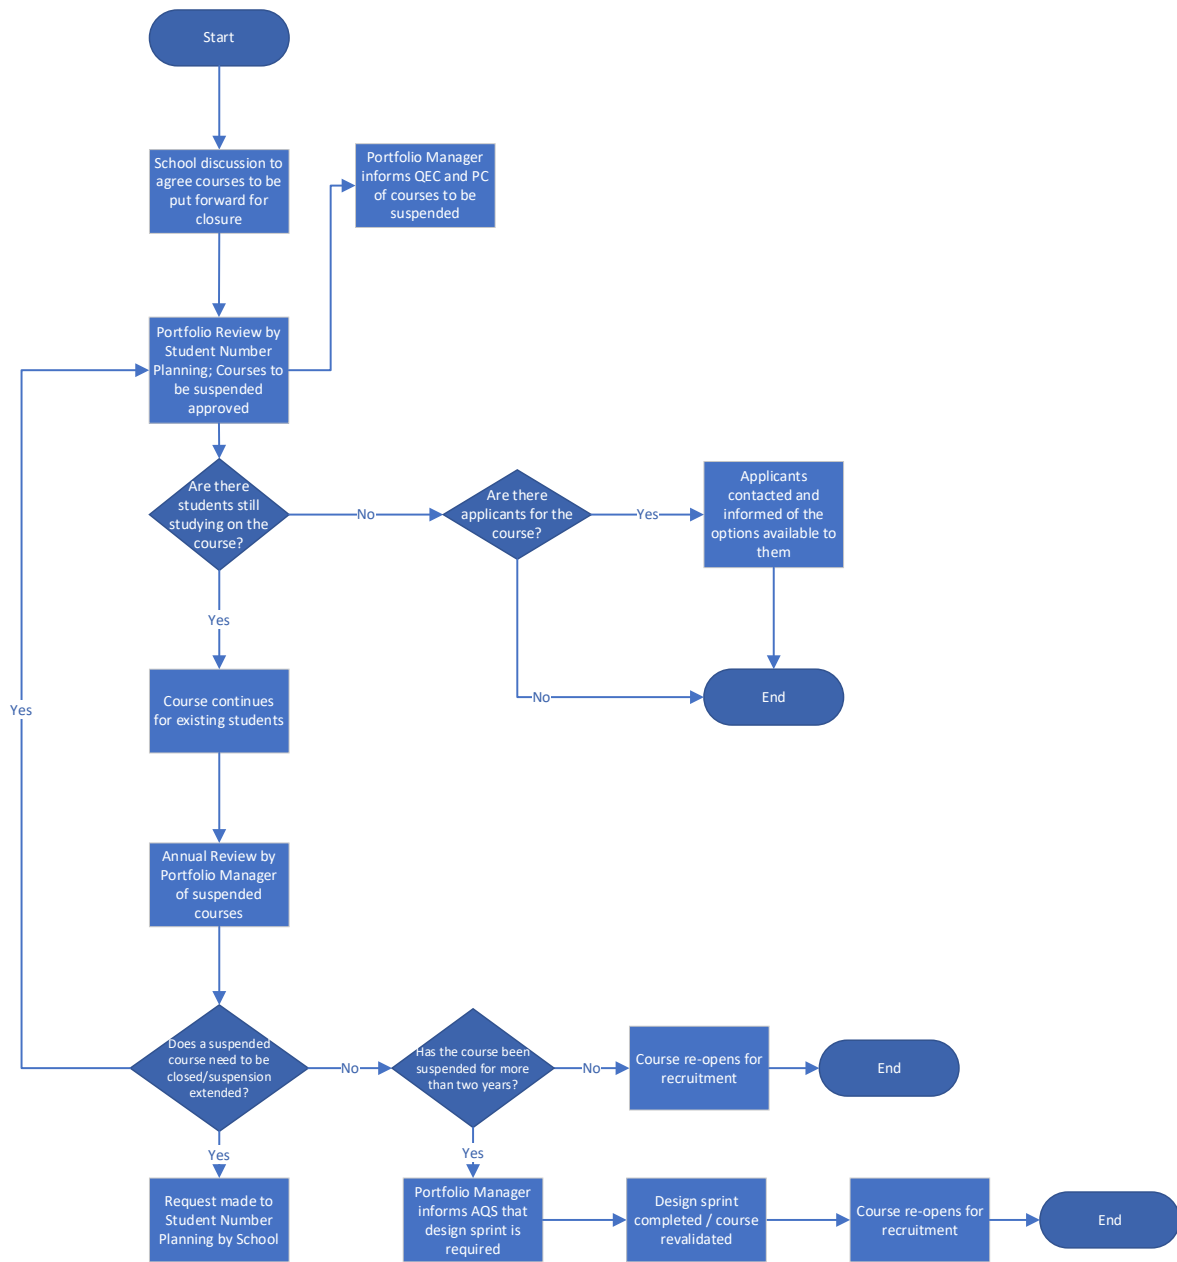 Start
School discussion to
agree courses to be
put forward for
closure
Portfolio Manager
informs QEC and PC
of courses to be
suspended
Portfolio Review by
Student Number
Planning; Courses to
be suspended
approved
Are there
students still
studying on the
course?
No
Are there
applicants for the
course?
Yes
Applicants
contacted and
informed of the
options available to
them
Yes
Course continues
for existing students
No
End
Yes
Annual Review by
Portfolio Manager
of suspended
courses
Does a suspended
course need to be
closed/suspension
extended?
No
Has the course been
suspended for more
than two years?
No
Course re-opens for
recruitment
End
Yes
Request made to
Student Number
Planning by School
Yes
Portfolio Manager
informs AQS that
design sprint is
required
Design sprint
completed / course
revalidated
Course re-opens for
recruitment
End